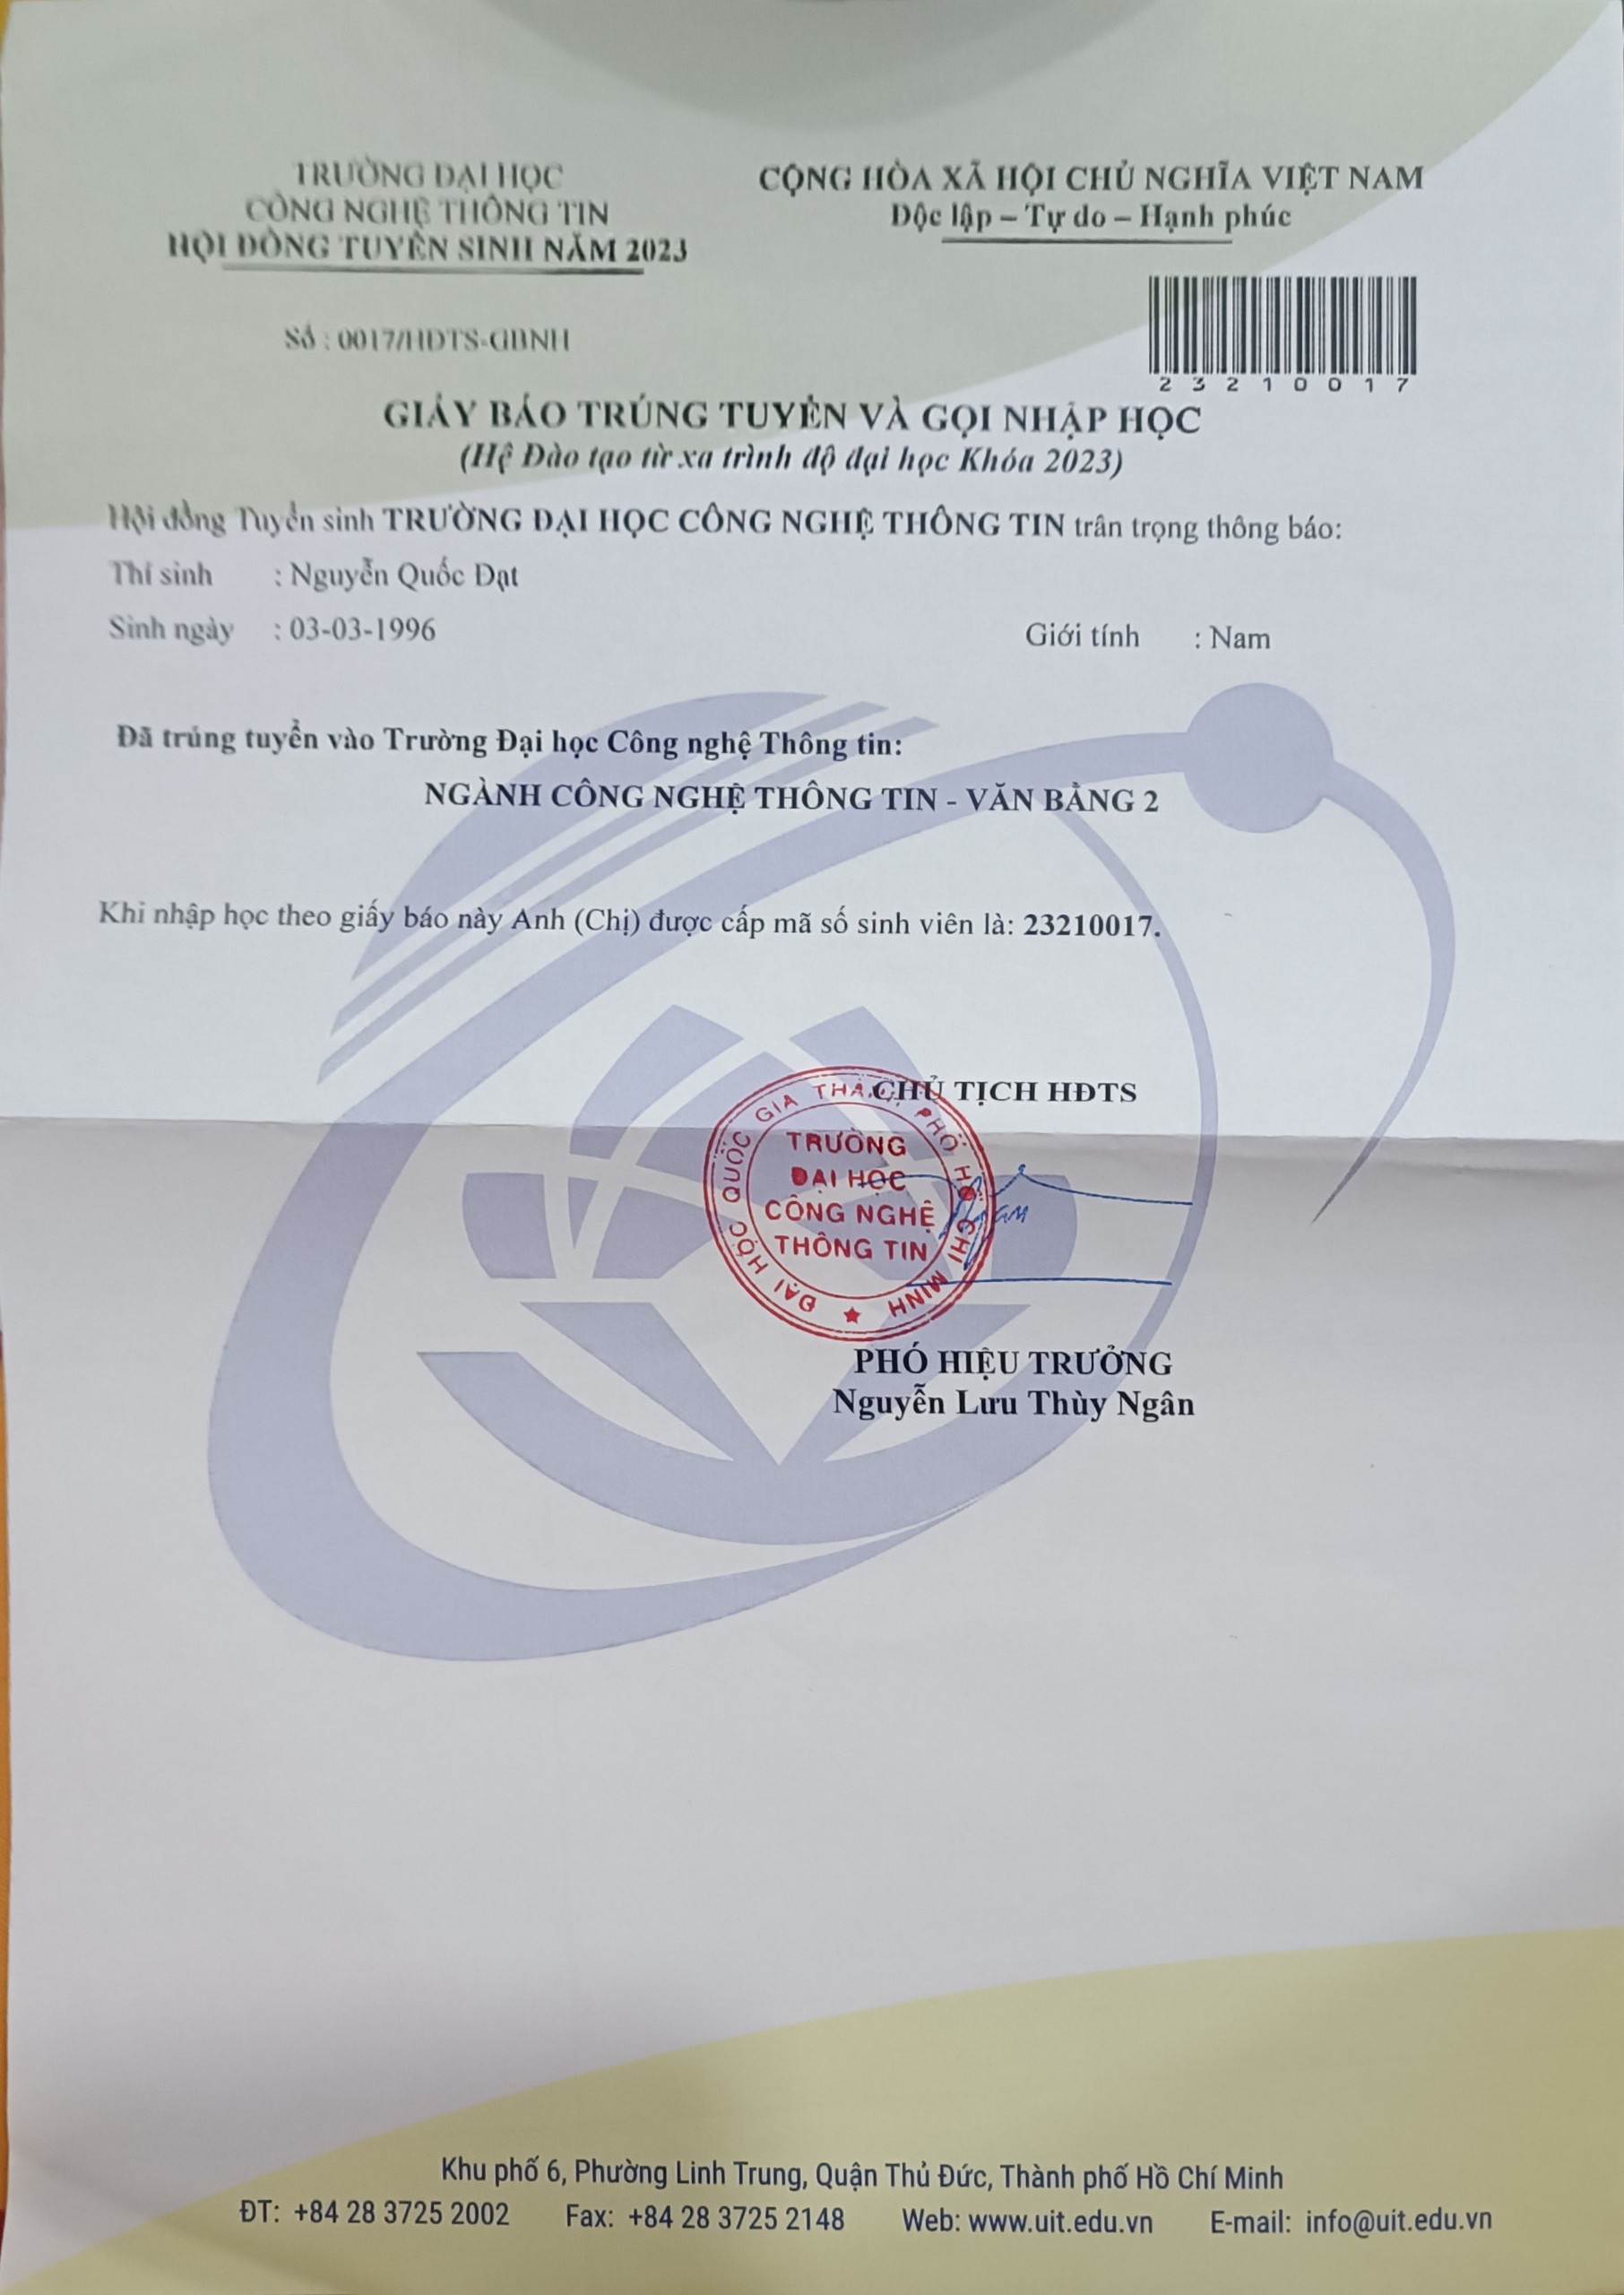 TRƯỜNG ĐẠI HỌC
CÔNG NGHỆ THÔNG TIN
HỘI ĐỒNG TUYỂN SINH NĂM 2023
CỘNG HÒA XÃ HỘI CHỦ NGHĨA VIỆT NAM
Độc lập – Tự do – Hạnh phúc
Số : 0017/HĐTS-GBNH
2 3 2 1 0 0 1 7
GIẤY BÁO TRÚNG TUYỂN VÀ GỌI NHẬP HỌC
(Hệ Đào tạo từ xa trình độ đại học Khóa 2023)
Hội đồng Tuyển sinh TRƯỜNG ĐẠI HỌC CÔNG NGHỆ THÔNG TIN trân trọng thông báo:
Thí sinh : Nguyễn Quốc Đạt
Sinh ngày : 03-03-1996 Giới tính : Nam
Đã trúng tuyển vào Trường Đại học Công nghệ Thông tin:
NGÀNH CÔNG NGHỆ THÔNG TIN - VĂN BẰNG 2
Khi nhập học theo giấy báo này Anh (Chị) được cấp mã số sinh viên là: 23210017.
CHỦ TỊCH HĐTS
ĐẠI HỌC QUỐC GIA THÀNH PHỐ HỒ CHÍ MINH
TRƯỜNG
ĐẠI HỌC
CÔNG NGHỆ
THÔNG TIN
PHÓ HIỆU TRƯỞNG
Nguyễn Lưu Thùy Ngân
Khu phố 6, Phường Linh Trung, Quận Thủ Đức, Thành phố Hồ Chí Minh
ĐT: +84 28 3725 2002 Fax: +84 28 3725 2148 Web: www.uit.edu.vn E-mail: info@uit.edu.vn